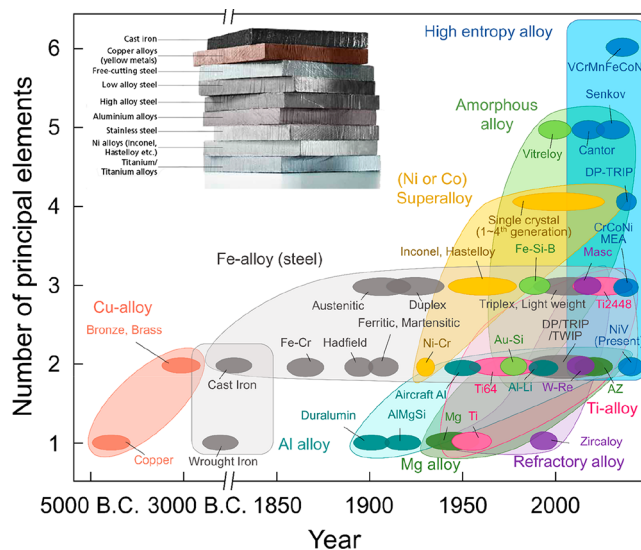 High entropy alloy
Cast iron
Copper alloys
(yellow metals)
Free-cutting steel
Low alloy steel
High alloy steel
Aluminium alloys
Stainless steel
Ni alloys (inconel,
Hastelloy etc.)
Titanium/
Titanium alloys
VCrMnFeCoNi
Senkov
Amorphous
alloy
Vitreloy
Cantor
DP-TRIP
(Ni or Co)
Superalloy
Single crystal
(1~4th generation)
CrCoNi
MEA
Inconel, Hastelloy
Fe-Si-B
Masc
Fe-alloy (steel)
Austenitic
Duplex
Triplex, Light weight
Ti2448
Cu-alloy
Bronze, Brass
Ferritic, Martensitic
Fe-Cr
Hadfield
Ni-Cr
Au-Si
DP/TRIP
/TWIP
NiV
(Present)
Cast Iron
Aircraft Al
Ti64
Al-Li
W-Re
AZ
Ti-alloy
Duralumin
AlMgSi
Mg
Ti
Al alloy
Copper
Wrought Iron
Mg alloy
Zircaloy
Refractory alloy
Number of principal elements
6
5
4
3
2
1
5000 B.C. 3000 B.C. 1850 1900 1950 2000
Year